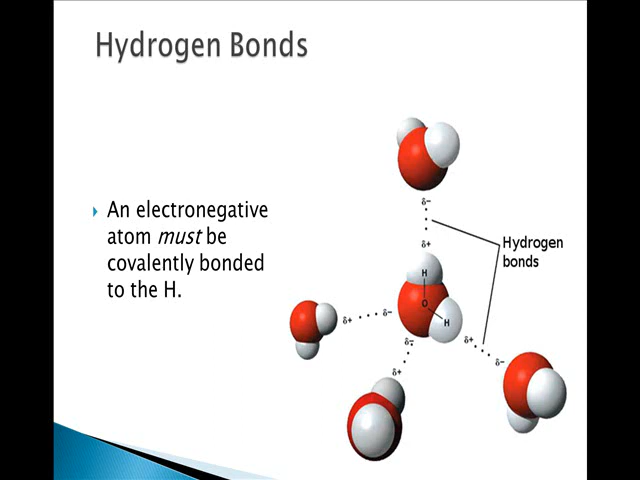 Hydrogen Bonds
An electronegative
atom must be
covalently bonded
to the H.
δ−
δ+
Hydrogen
bonds
H
O
H
δ+
δ−
δ−
δ+
δ+
δ−